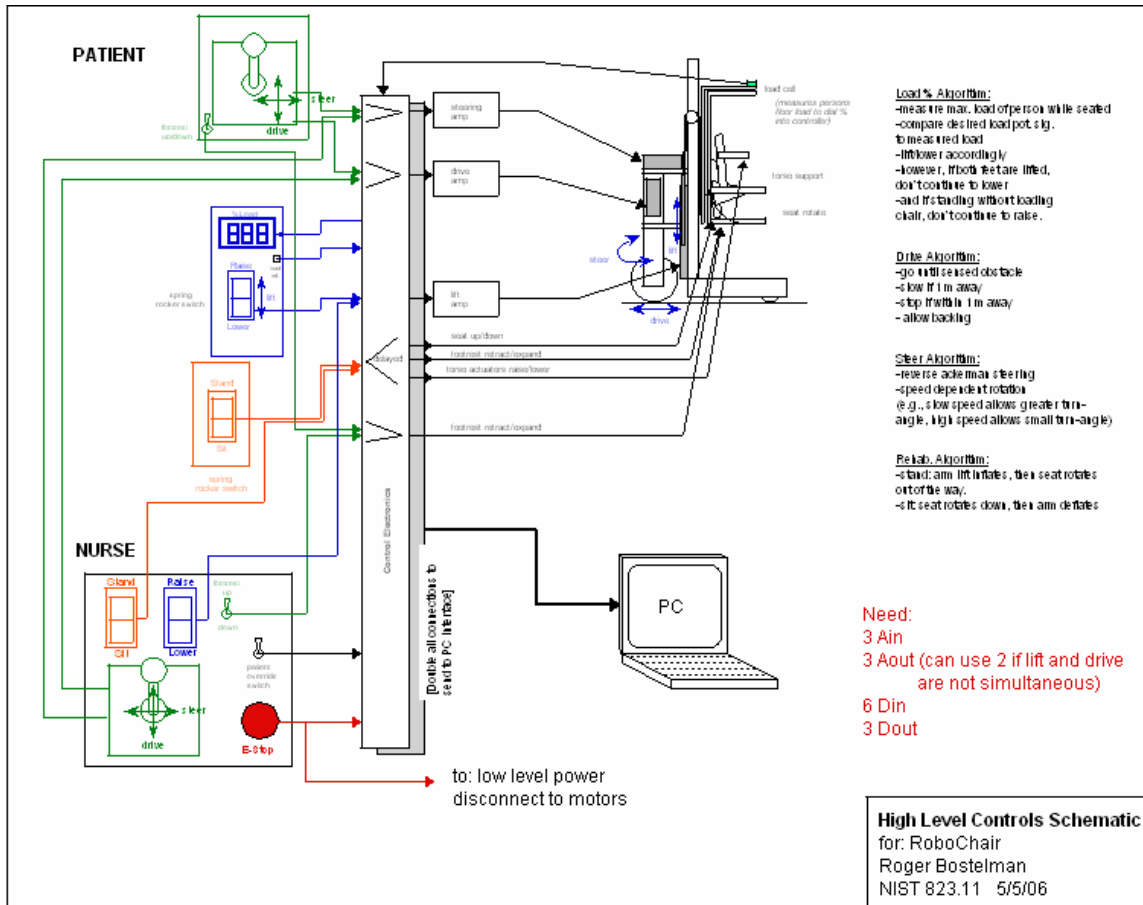 PATIENT
steer
drive
up/down
% Load
888
Raise
lift
Lower
spring
rocker switch
Stand
Sit
spring
rocker switch
NURSE
Stand
Sit
Raise
Lower
up
down
patient
override
switch
steer
drive
E-Stop
steering
amp
drive
amp
lift
amp
delayed
seat up/down
footrest retract/expand
torso actuators raise/lower
footrest retract/expand
Control Electronics
[Double all connections to
send to PC Interface]
load cell
(measures persons
floor load to dial %
into controller)
torso support
seat rotate
steer
lift
drive
PC
to: low level power
disconnect to motors
Load % Algorithm:
-measure max. load of person while seated
-compare desired load pot. sig.
to measured load
-lift/lower accordingly
-however, if both feet are lifted,
don't continue to lower
-and if standing without loading
chair, don't continue to raise.
Drive Algorithm:
-go until sensed obstacle
-slow if 1 m away
-stop if within .1 m away
- allow backing
Steer Algorithm:
-reverse ackerman steering
-speed dependent rotation
(e.g., slow speed allows greater turn-
angle, high speed allows small turn-angle)
Rehab. Algorithm:
-stand: arm lift inflates, then seat rotates
out of the way.
-sit: seat rotates down, then arm deflates
Need:
3 Ain
3 Aout (can use 2 if lift and drive
are not simultaneous)
6 Din
3 Dout
High Level Controls Schematic
for: RoboChair
Roger Bostelman
NIST 823.11 5/5/06